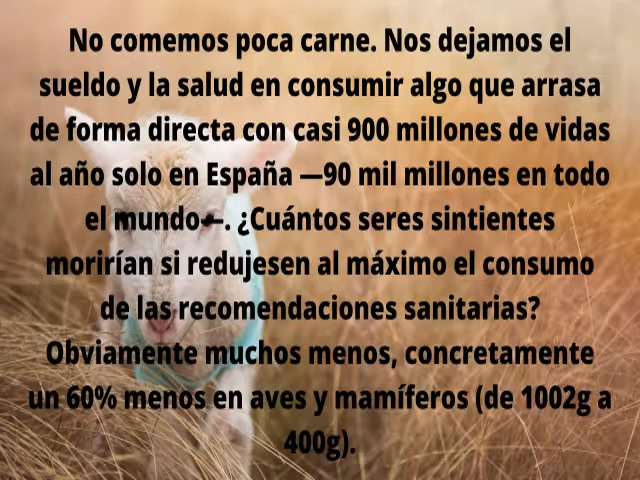 No comemos poca carne. Nos dejamos el
sueldo y la salud en consumir algo que arrasa
de forma directa con casi 900 millones de vidas
al año solo en España —90 mil millones en todo
el mundo—. ¿Cuántos seres sintientes
morirían si redujesen al máximo el consumo
de las recomendaciones sanitarias?
Obviamente muchos menos, concretamente
un 60% menos en aves y mamíferos (de 1002g a
400g).